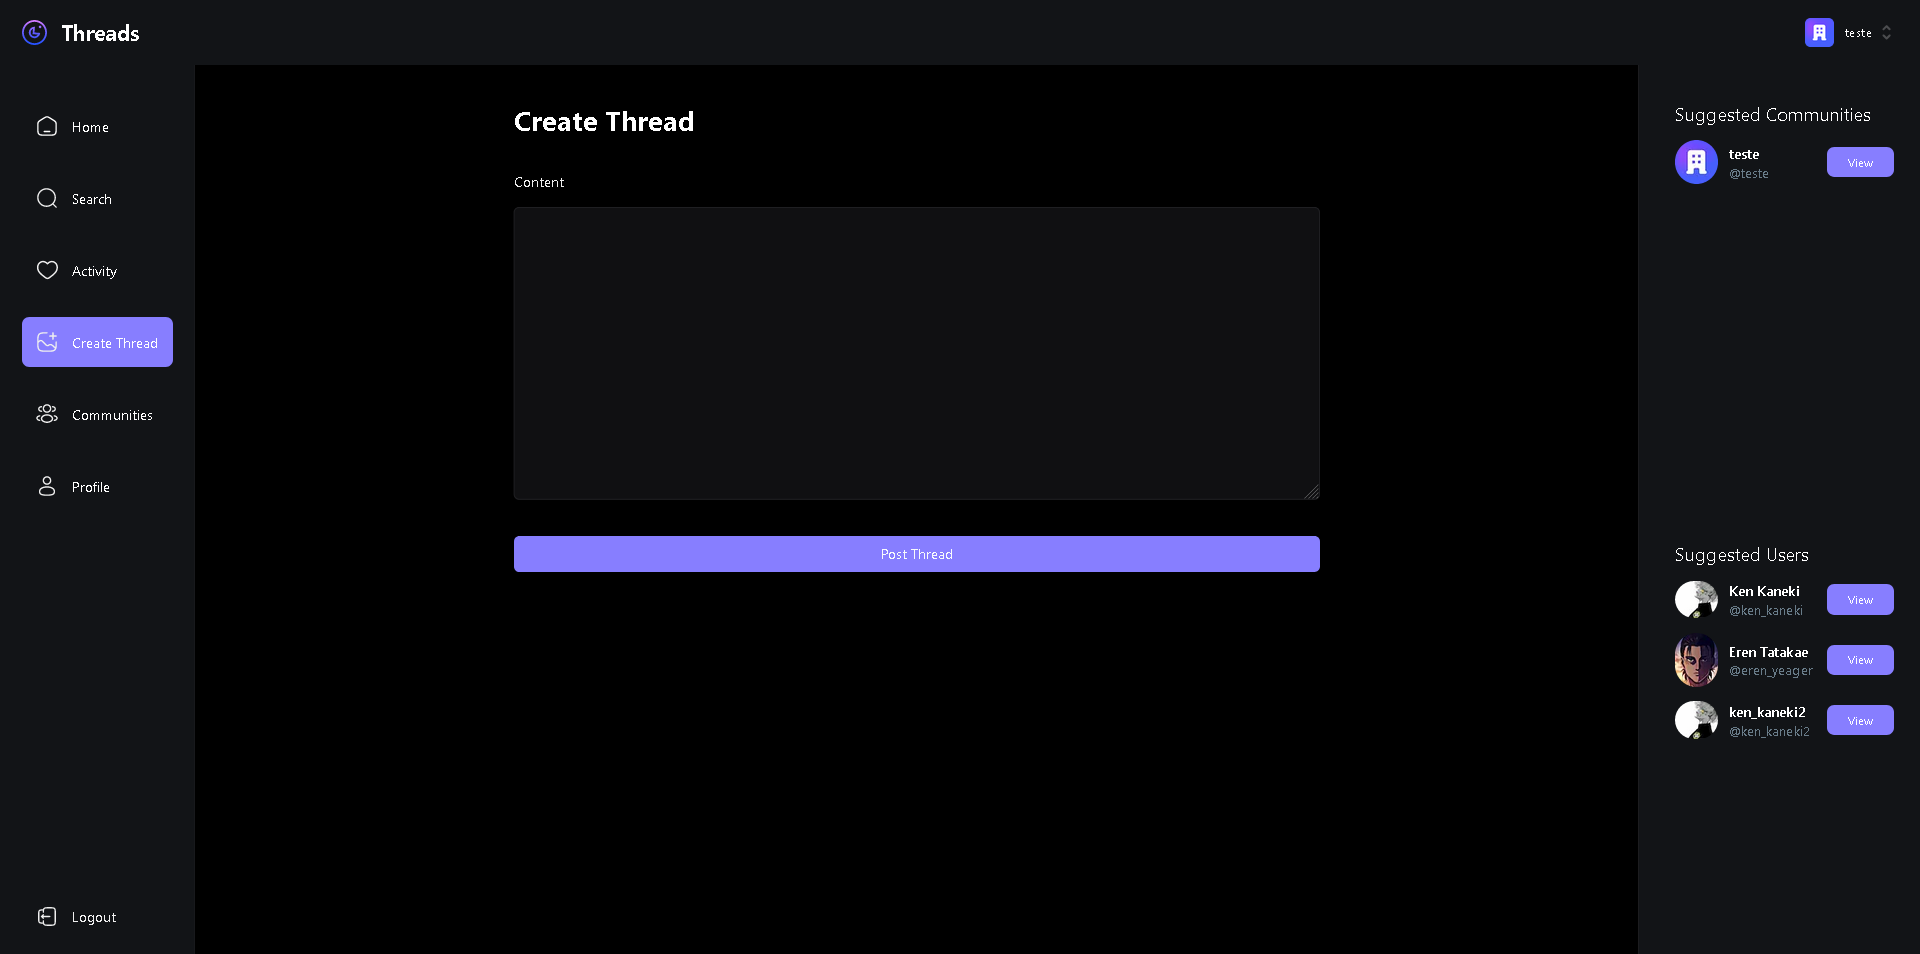 Threads
teste
Home
Search
Activity
Create Thread
Communities
Profile
Logout
Create Thread
Content
Post Thread
Suggested Communities
teste
@teste
View
Suggested Users
Ken Kaneki
@ken_kaneki
View
Eren Tatakae
@eren_yeager
View
ken_kaneki2
@ken_kaneki2
View